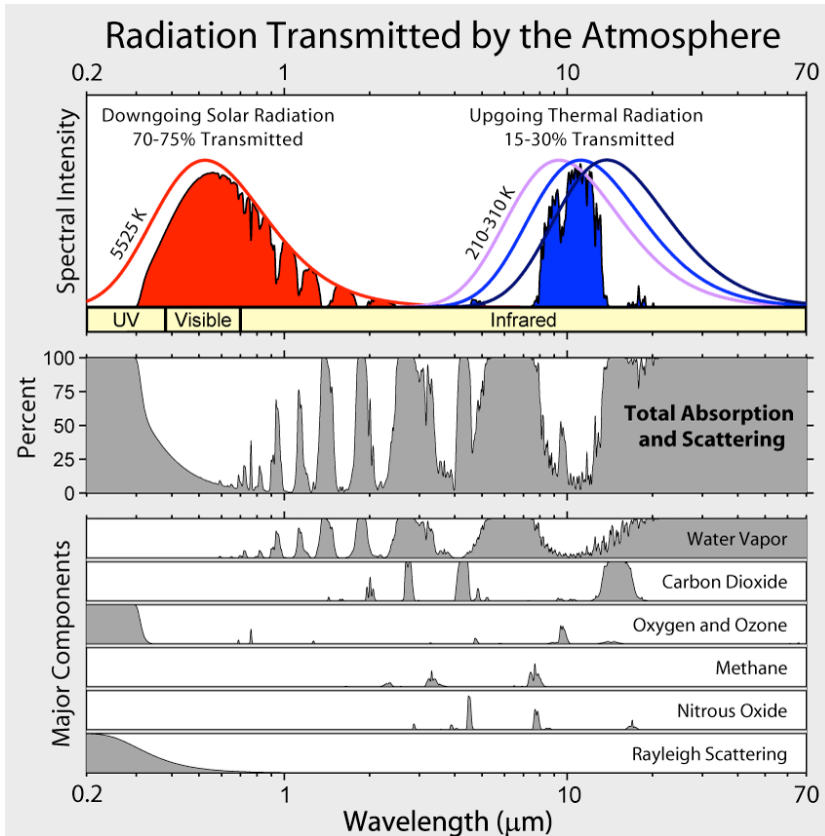 Radiation Transmitted by the Atmosphere
0.2 1 10 70
Downgoing Solar Radiation
70-75% Transmitted
Upgoing Thermal Radiation
15-30% Transmitted
Spectral Intensity
5525 K
210-310 K
UV Visible Infrared
Percent
100
75
50
25
0
Total Absorption
and Scattering
Major Components
Water Vapor
Carbon Dioxide
Oxygen and Ozone
Methane
Nitrous Oxide
Rayleigh Scattering
0.2 1 10 70
Wavelength (μm)